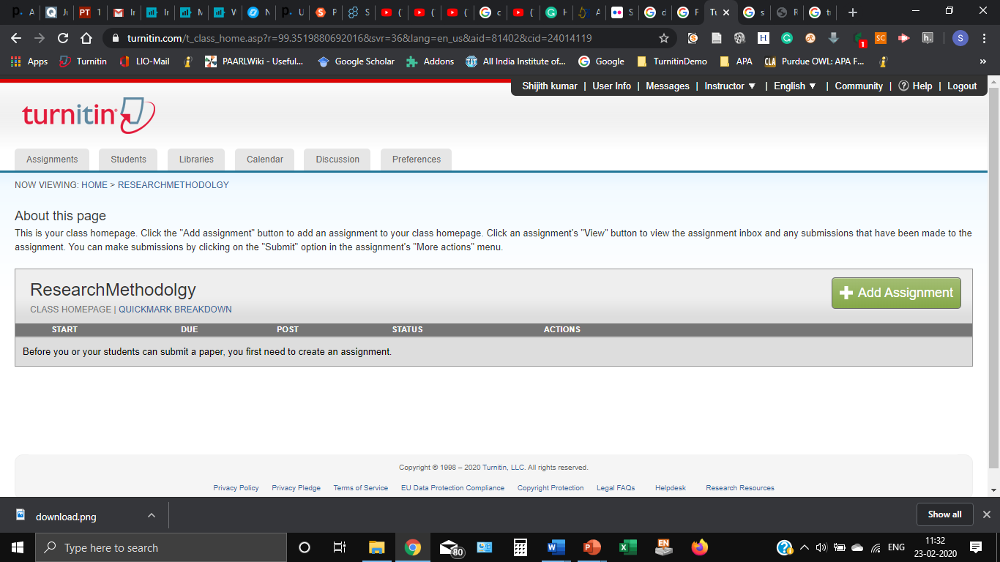 A
Ju
PT 1
In
In
M
W
N
U
P
S
(
(
(
c
(
H
A
S
d
F
Tu
s
R
tu
turnitin.com/t_class_home.asp?r=99.3519880692016&svr=36&lang=en_us&aid=81402&cid=24014119
H
SC
1
h.
S
Apps
Turnitin
LIO-Mail
PAARLWiki - Useful...
Google Scholar
Addons
All India Institute of...
Google
TurnitinDemo
APA
CLA Purdue OWL: APA F...
»
Shijith kumar | User Info | Messages | Instructor ▼ | English ▼ | Community | ? Help | Logout
turnitin
Assignments
Students
Libraries
Calendar
Discussion
Preferences
NOW VIEWING: HOME > RESEARCHMETHODOLGY
About this page
This is your class homepage. Click the "Add assignment" button to add an assignment to your class homepage. Click an assignment's "View" button to view the assignment inbox and any submissions that have been made to the
assignment. You can make submissions by clicking on the "Submit" option in the assignment's "More actions" menu.
ResearchMethodolgy
Add Assignment
CLASS HOMEPAGE | QUICKMARK BREAKDOWN
START DUE POST STATUS ACTIONS
Before you or your students can submit a paper, you first need to create an assignment.
Copyright © 1998 – 2020 Turnitin, LLC. All rights reserved.
Privacy Policy Privacy Pledge Terms of Service EU Data Protection Compliance Copyright Protection Legal FAQs Helpdesk Research Resources
download.png
Show all
Type here to search
80
EN
ENG
11:32
23-02-2020